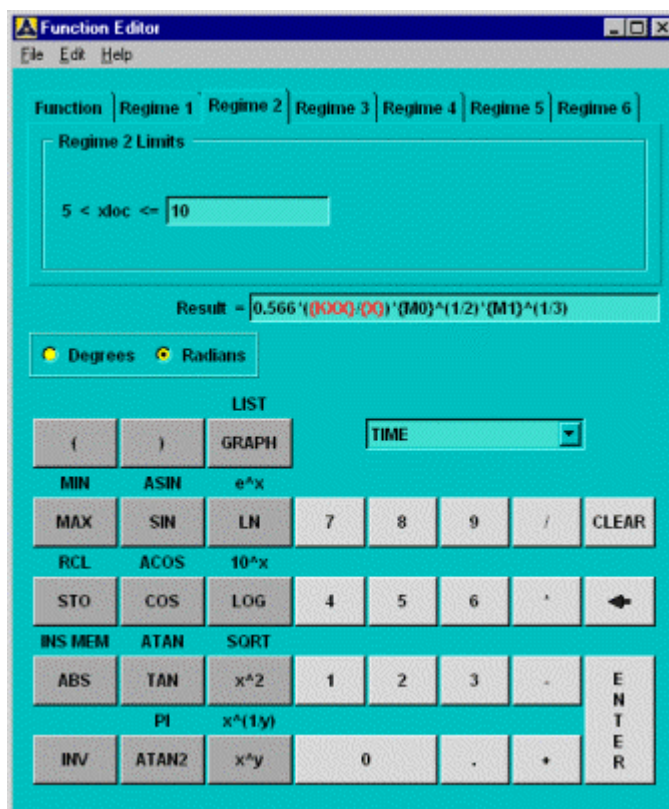 Function Editor
File Edit Help
Function Regime 1 Regime 2 Regime 3 Regime 4 Regime 5 Regime 6
Regime 2 Limits
5 < xloc <= 10
Result = 0.566*({KXX}/{X})*{M0}^(1/2)*{M1}^(1/3)
Degrees Radians
LIST
( ) GRAPH TIME
MIN ASIN e^x
MAX SIN LN 7 8 9 / CLEAR
RCL ACOS 10^x
STO COS LOG 4 5 6 *
INS MEM ATAN SQRT
ABS TAN x^2 1 2 3 - ENTER
PI x^(1/y)
INV ATAN2 x^y 0 . +